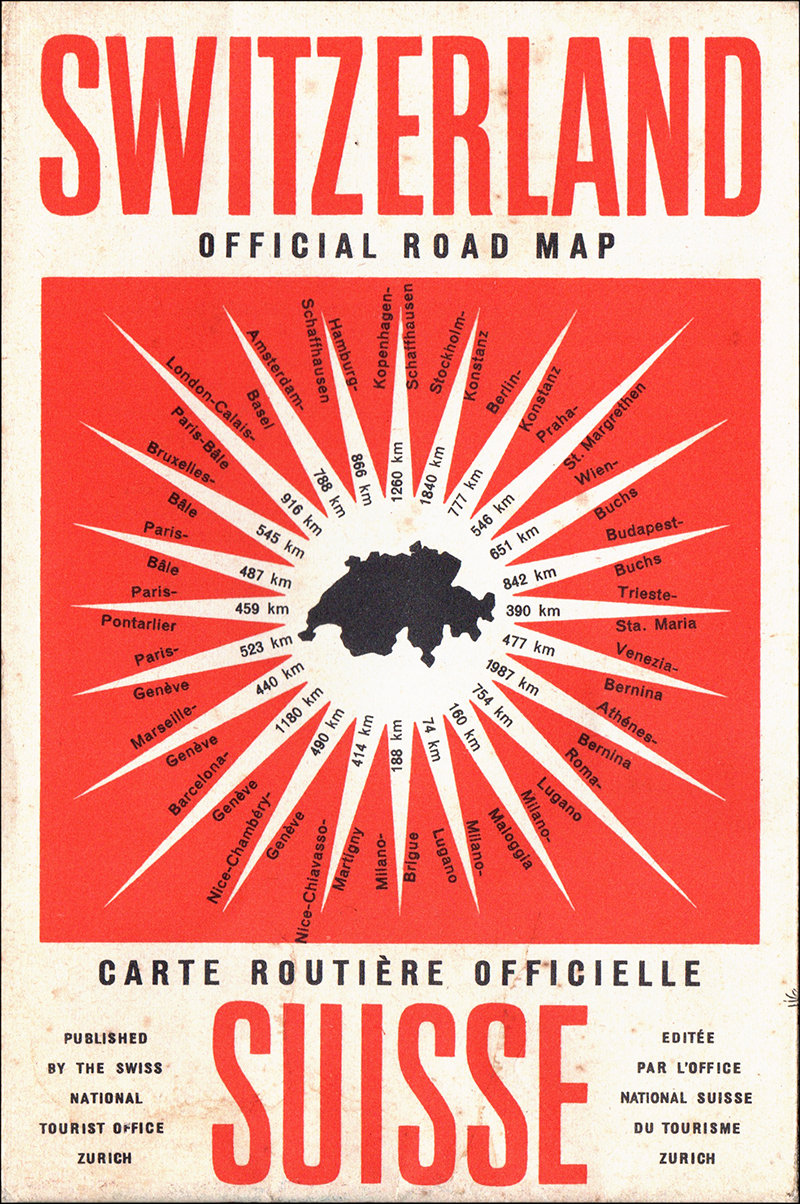 SWITZERLAND
OFFICIAL ROAD MAP
Kopenhagen-
Schaffhausen
1260 km
Stockholm-
Konstanz
1840 km
Berlin-
Konstanz
777 km
Praha-
St. Margrethen
546 km
Wien-
Buchs
651 km
Budapest-
Buchs
842 km
Trieste-
Sta. Maria
390 km
Venezia-
Bernina
477 km
Athénes-
Bernina
1987 km
Roma-
Lugano
754 km
Milano-
Maloggia
160 km
Milano-
Lugano
74 km
Milano-
Brigue
188 km
Nice-Chiavasso-
Martigny
414 km
Nice-Chambéry-
Genève
490 km
Barcelona-
Genève
1180 km
Marseille-
Genève
440 km
Paris-
Genève
523 km
Paris-
Pontarlier
459 km
Paris-
Bâle
487 km
Bruxelles-
Bâle
545 km
London-Calais-
Paris-Bâle
916 km
Amsterdam-
Basel
788 km
Hamburg-
Schaffhausen
866 km
CARTE ROUTIÈRE OFFICIELLE
SUISSE
PUBLISHED
BY THE SWISS
NATIONAL
TOURIST OFFICE
ZURICH
EDITÉE
PAR L'OFFICE
NATIONAL SUISSE
DU TOURISME
ZURICH